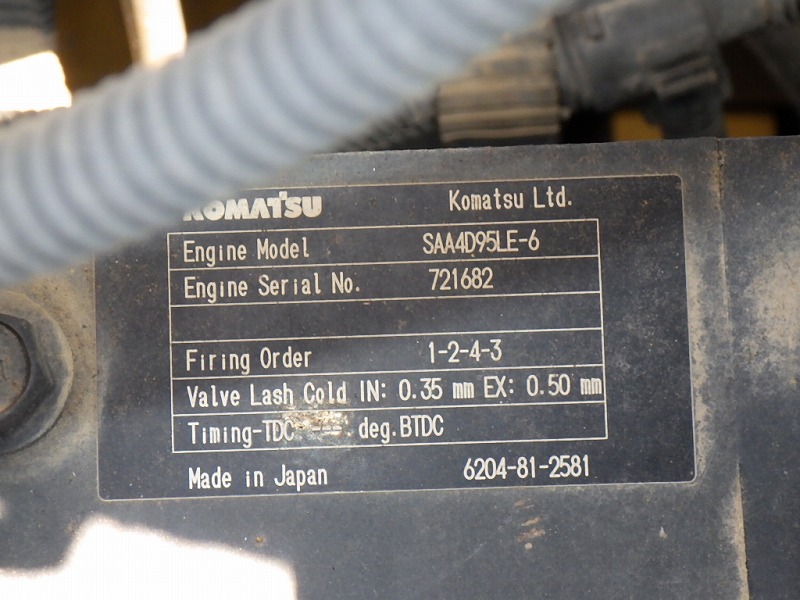 KOMATSU Komatsu Ltd.
Engine Model SAA4D95LE-6
Engine Serial No. 721682
Firing Order 1-2-4-3
Valve Lash Cold IN: 0.35 mm EX: 0.50 mm
Timing-TDC --- deg.BTDC
Made in Japan 6204-81-2581